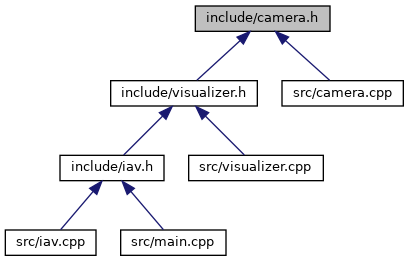 include/camera.h
include/visualizer.h
src/camera.cpp
include/iav.h
src/visualizer.cpp
src/iav.cpp
src/main.cpp